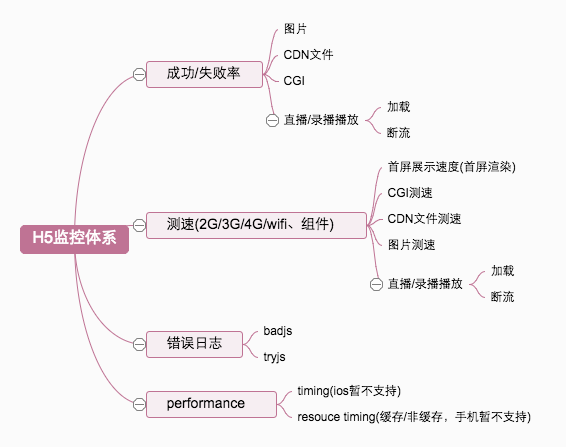 H5监控体系
成功/失败率
图片
CDN文件
CGI
直播/录播播放
加载
断流
测速(2G/3G/4G/wifi、组件)
首屏展示速度(首屏渲染)
CGI测速
CDN文件测速
图片测速
直播/录播播放
加载
断流
错误日志
badjs
tryjs
performance
timing(ios暂不支持)
resouce timing(缓存/非缓存，手机暂不支持)